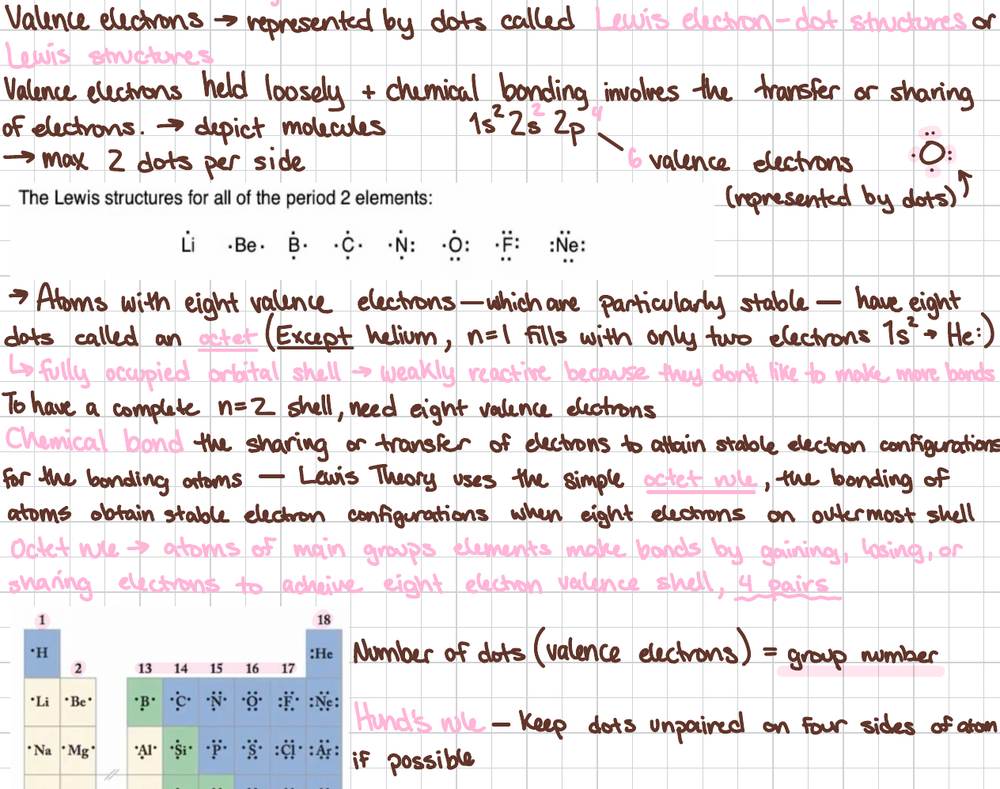 Valence electrons → represented by dots called Lewis electron-dot structures or
Lewis structures
Valence electrons held loosely + chemical bonding involves the transfer or sharing
of electrons. → depict molecules 1s² 2s² 2p⁴
→ max 2 dots per side 6 valence electrons ·Ö:
(represented by dots)
The Lewis structures for all of the period 2 elements:
Li ·Be· B· ·C· ·N: ·O: ·F: :Ne:
→ Atoms with eight valence electrons — which are particularly stable — have eight
dots called an octet (Except helium, n=1 fills with only two electrons 1s² → He:)
↳ fully occupied orbital shell → weakly reactive because they don't like to make more bonds
To have a complete n=2 shell, need eight valence electrons
Chemical bond the sharing or transfer of electrons to attain stable electron configurations
for the bonding atoms — Lewis Theory uses the simple octet rule, the bonding of
atoms obtain stable electron configurations when eight electrons on outermost shell
Octet rule → atoms of main groups elements make bonds by gaining, losing, or
sharing electrons to acheive eight electron valence shell, 4 pairs
1 18
·H :He
2 13 14 15 16 17
·Li ·Be· ·B· ·C· ·N· :O· :F· :Ne:
·Na ·Mg· ·Al· ·Si· ·P· :S· :Cl· :Ar:
Number of dots (valence electrons) = group number
Hund's rule — Keep dots unpaired on four sides of atom
if possible